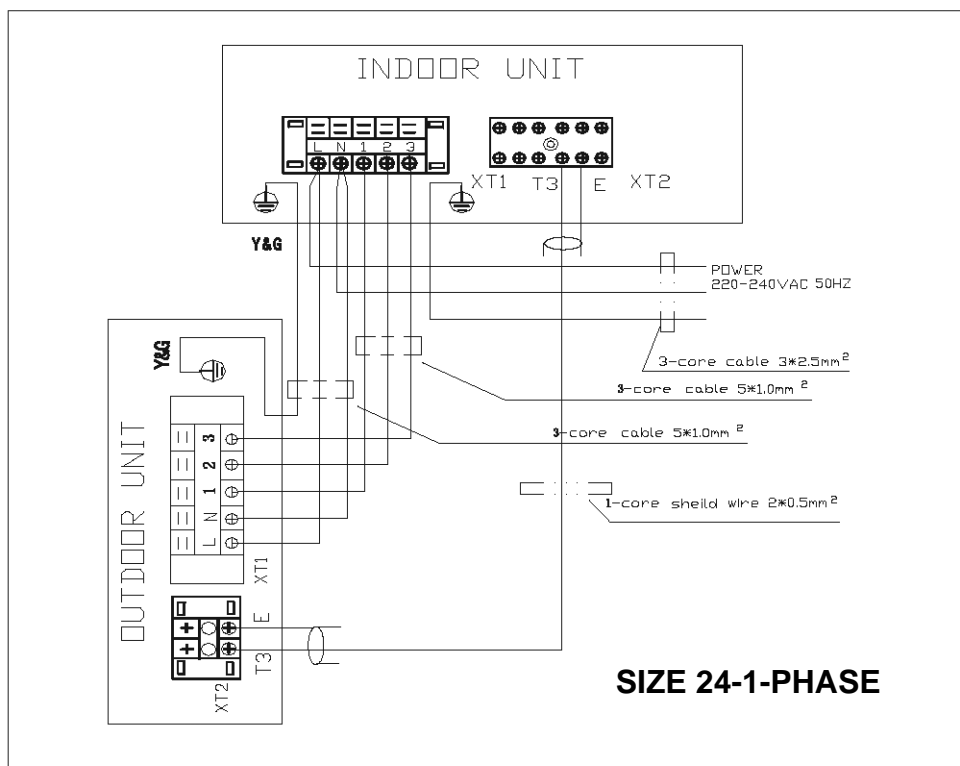 INDOOR UNIT
L N 1 2 3
XT1 T3 E XT2
Y&G
POWER
220-240VAC 50HZ
3-core cable 3*2.5mm²
3-core cable 5*1.0mm²
3-core cable 5*1.0mm²
1-core sheild wire 2*0.5mm²
Y&G
OUTDOOR UNIT
3
2
1
N
L
XT1
E
T3
XT2
SIZE 24-1-PHASE